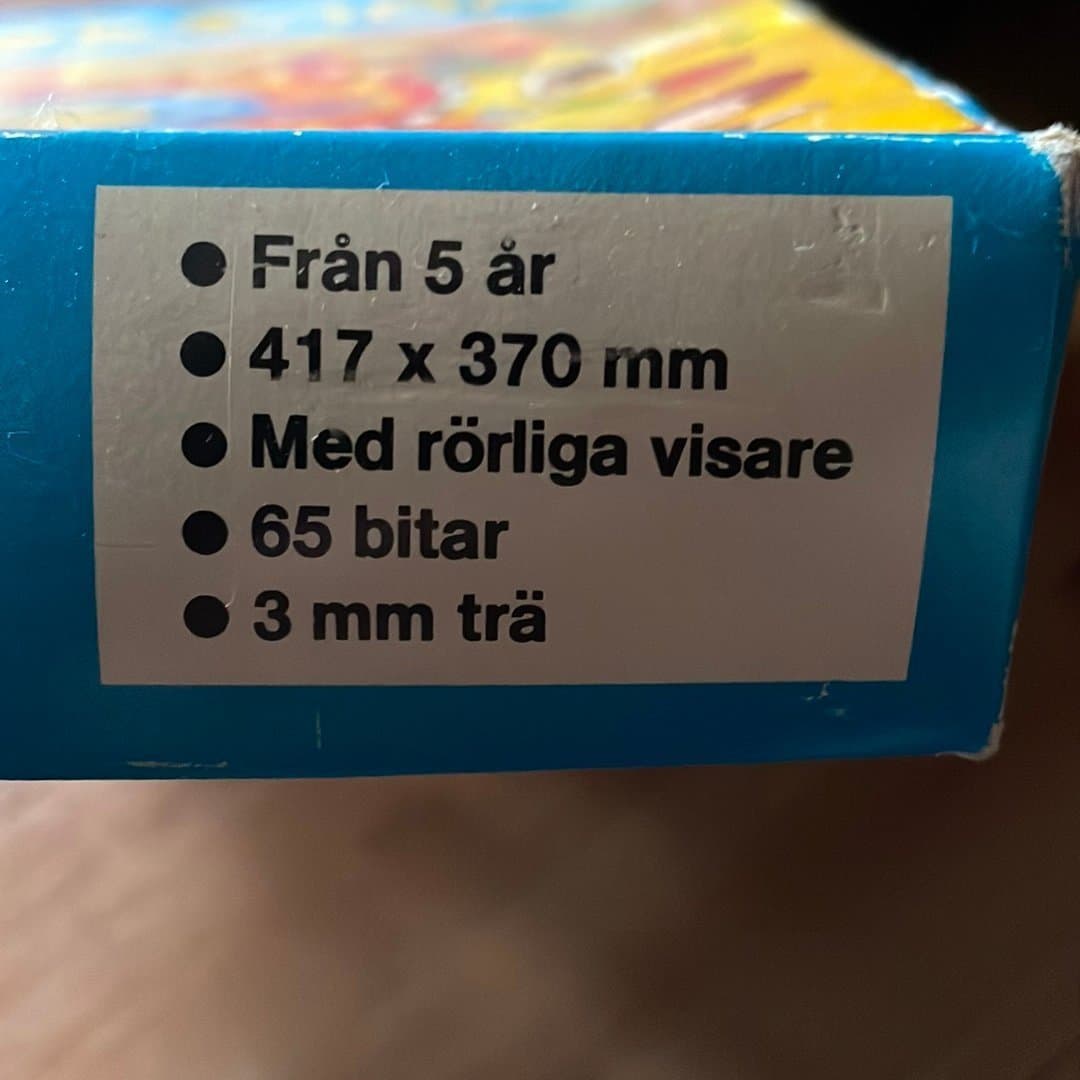 ● Från 5 år
● 417 x 370 mm
● Med rörliga visare
● 65 bitar
● 3 mm trä